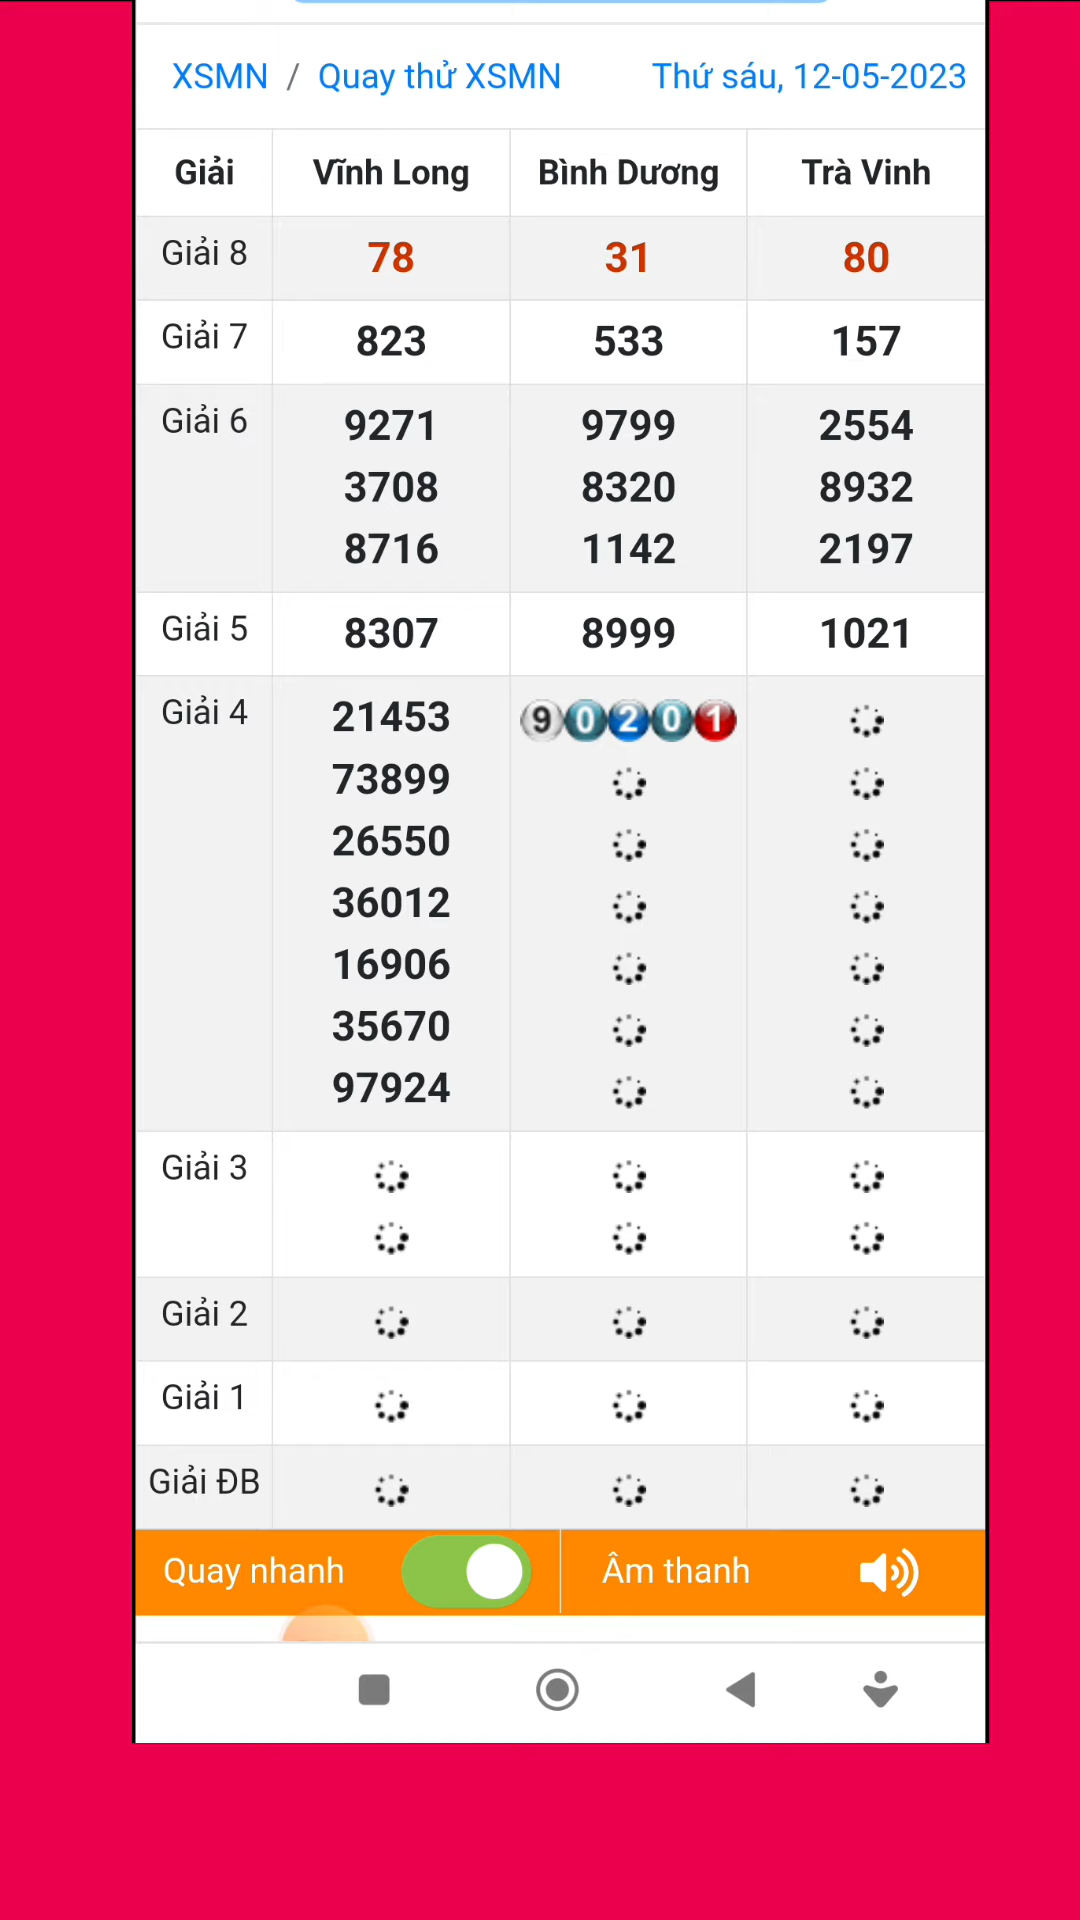 XSMN / Quay thử XSMN Thứ sáu, 12-05-2023
Giải Vĩnh Long Bình Dương Trà Vinh
Giải 8 78 31 80
Giải 7 823 533 157
Giải 6 9271 9799 2554
3708 8320 8932
8716 1142 2197
Giải 5 8307 8999 1021
Giải 4 21453 90201
73899
26550
36012
16906
35670
97924
Giải 3
Giải 2
Giải 1
Giải ĐB
Quay nhanh Âm thanh